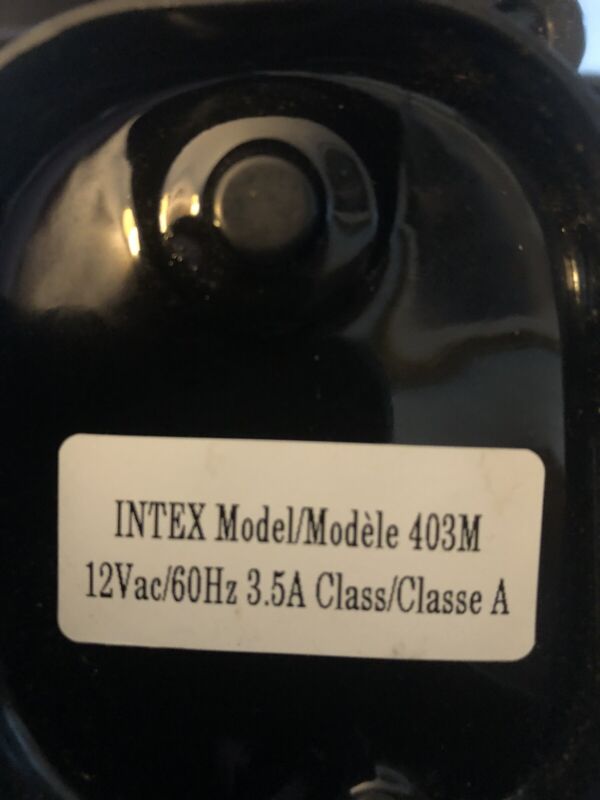 INTEX Model/Modèle 403M
12Vac/60Hz 3.5A Class/Classe A